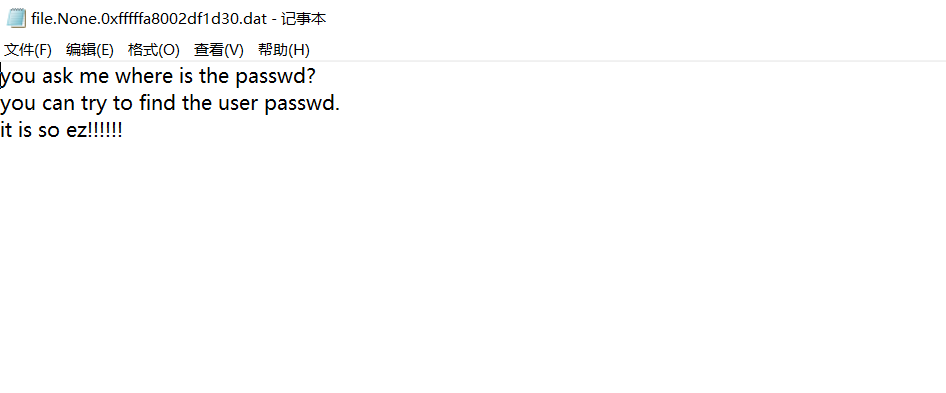 file.None.0xfffffa8002df1d30.dat - 记事本
文件(F) 编辑(E) 格式(O) 查看(V) 帮助(H)
you ask me where is the passwd?
you can try to find the user passwd.
it is so ez!!!!!!